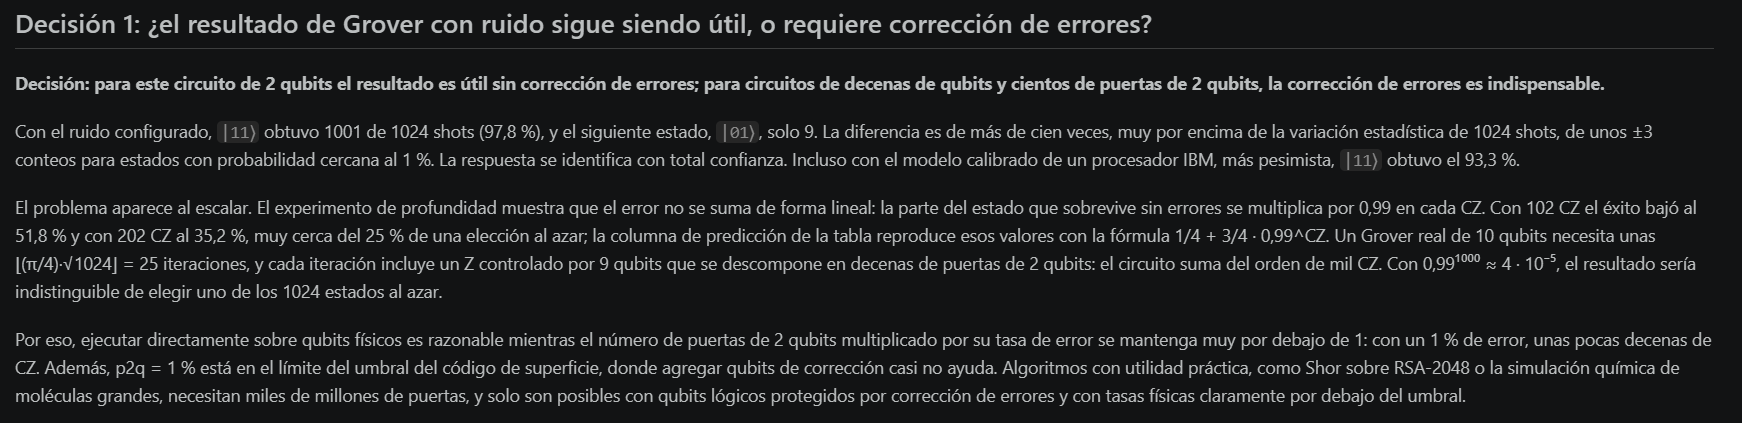 Decisión 1: ¿el resultado de Grover con ruido sigue siendo útil, o requiere corrección de errores?
Decisión: para este circuito de 2 qubits el resultado es útil sin corrección de errores; para circuitos de decenas de qubits y cientos de puertas de 2 qubits, la corrección de errores es indispensable.
Con el ruido configurado, |11⟩ obtuvo 1001 de 1024 shots (97,8 %), y el siguiente estado, |01⟩, solo 9. La diferencia es de más de cien veces, muy por encima de la variación estadística de 1024 shots, de unos ±3
conteos para estados con probabilidad cercana al 1 %. La respuesta se identifica con total confianza. Incluso con el modelo calibrado de un procesador IBM, más pesimista, |11⟩ obtuvo el 93,3 %.
El problema aparece al escalar. El experimento de profundidad muestra que el error no se suma de forma lineal: la parte del estado que sobrevive sin errores se multiplica por 0,99 en cada CZ. Con 102 CZ el éxito bajó al
51,8 % y con 202 CZ al 35,2 %, muy cerca del 25 % de una elección al azar; la columna de predicción de la tabla reproduce esos valores con la fórmula 1/4 + 3/4 · 0,99^CZ. Un Grover real de 10 qubits necesita unas
⌊(π/4)·√1024⌋ = 25 iteraciones, y cada iteración incluye un Z controlado por 9 qubits que se descompone en decenas de puertas de 2 qubits: el circuito suma del orden de mil CZ. Con 0,99¹⁰⁰⁰ ≈ 4 · 10⁻⁵, el resultado sería
indistinguible de elegir uno de los 1024 estados al azar.
Por eso, ejecutar directamente sobre qubits físicos es razonable mientras el número de puertas de 2 qubits multiplicado por su tasa de error se mantenga muy por debajo de 1: con un 1 % de error, unas pocas decenas de
CZ. Además, p2q = 1 % está en el límite del umbral del código de superficie, donde agregar qubits de corrección casi no ayuda. Algoritmos con utilidad práctica, como Shor sobre RSA-2048 o la simulación química de
moléculas grandes, necesitan miles de millones de puertas, y solo son posibles con qubits lógicos protegidos por corrección de errores y con tasas físicas claramente por debajo del umbral.